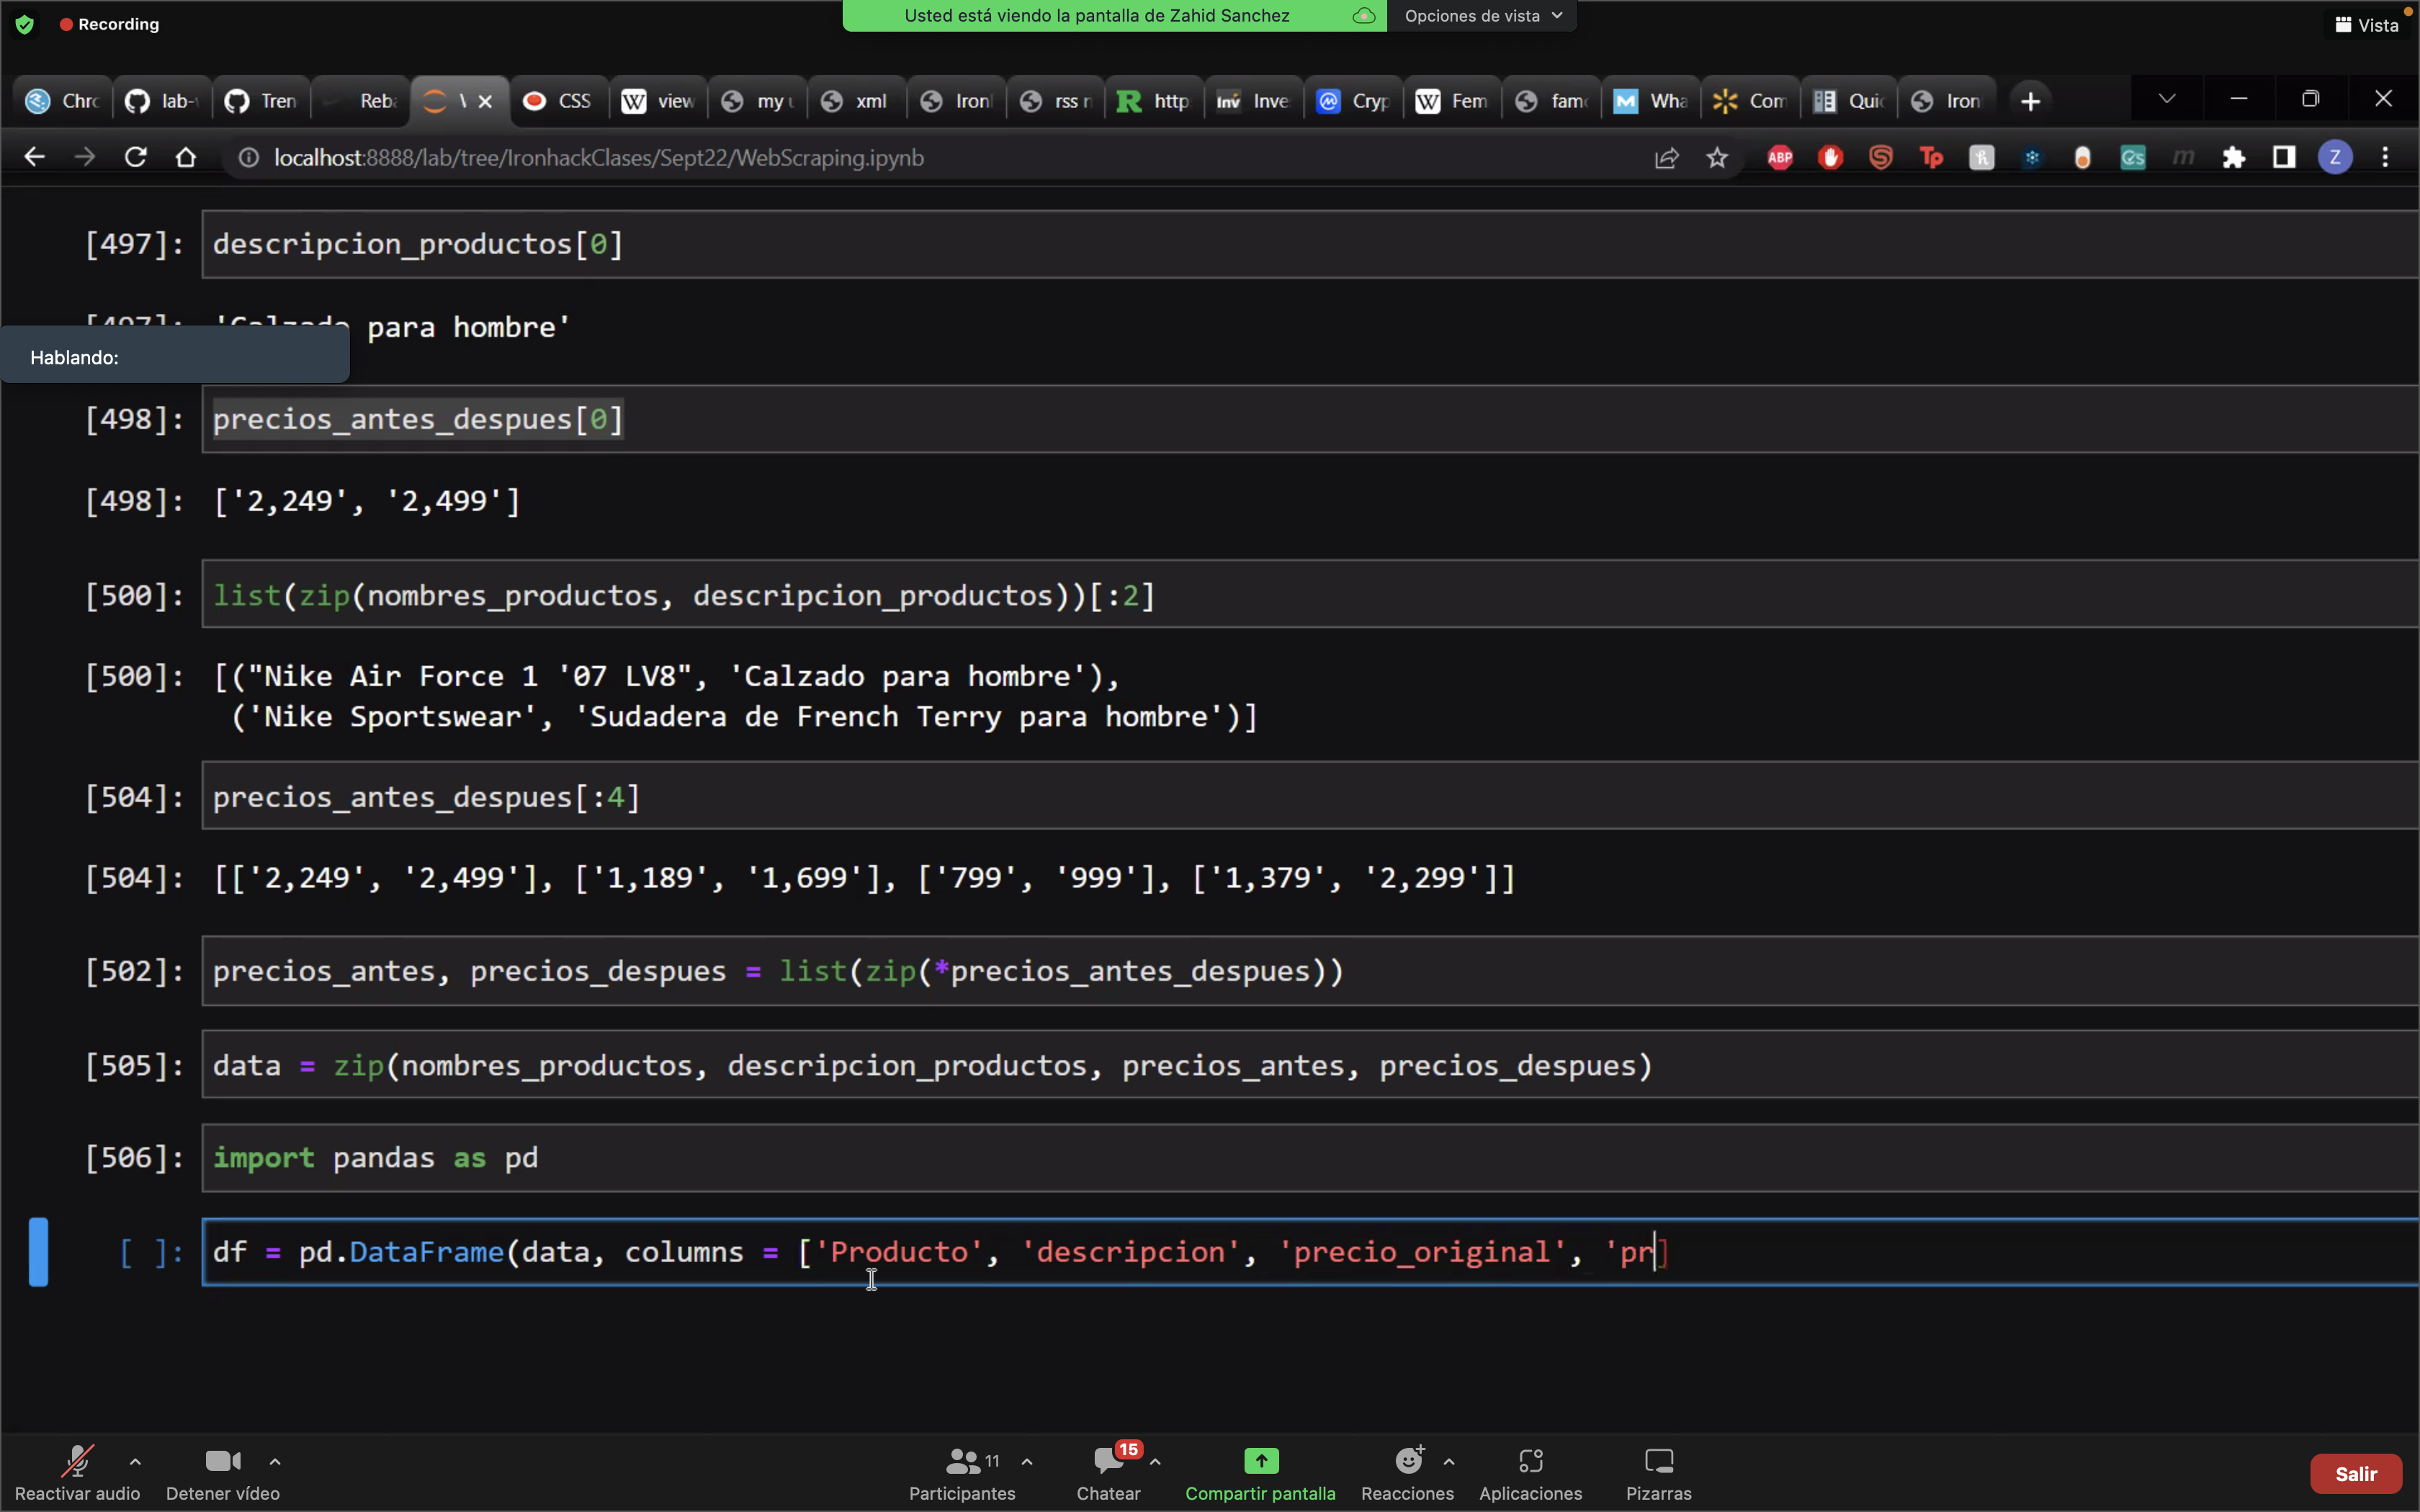 Recording
Usted está viendo la pantalla de Zahid Sanchez
Opciones de vista
Vista
Chrc
lab-
Tren
Reba
CSS
view
my
xml
Iron
rss
http
Inve
Cryp
Fem
fam
Wha
Com
Qui
Iron
localhost:8888/lab/tree/IronhackClases/Sept22/WebScraping.ipynb
[497]: descripcion_productos[0]
para hombre'
Hablando:
[498]: precios_antes_despues[0]
[498]: ['2,249', '2,499']
[500]: list(zip(nombres_productos, descripcion_productos))[:2]
[500]: [("Nike Air Force 1 '07 LV8", 'Calzado para hombre'),
('Nike Sportswear', 'Sudadera de French Terry para hombre')]
[504]: precios_antes_despues[:4]
[504]: [['2,249', '2,499'], ['1,189', '1,699'], ['799', '999'], ['1,379', '2,299']]
[502]: precios_antes, precios_despues = list(zip(*precios_antes_despues))
[505]: data = zip(nombres_productos, descripcion_productos, precios_antes, precios_despues)
[506]: import pandas as pd
[ ]: df = pd.DataFrame(data, columns = ['Producto', 'descripcion', 'precio_original', 'pr]
Reactivar audio
Detener vídeo
11
Participantes
15
Chatear
Compartir pantalla
Reacciones
Aplicaciones
Pizarras
Salir